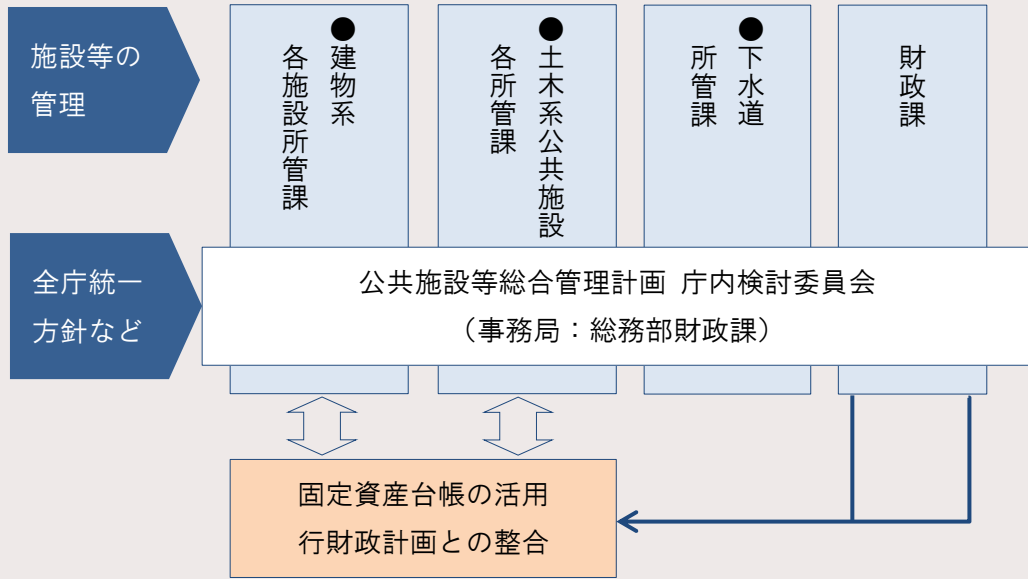 施設等の
管理
●建物系
各施設所管課
●土木系公共施設
各所管課
●下水道
所管課
財政課
全庁統一
方針など
公共施設等総合管理計画 庁内検討委員会
（事務局：総務部財政課）
固定資産台帳の活用
行財政計画との整合